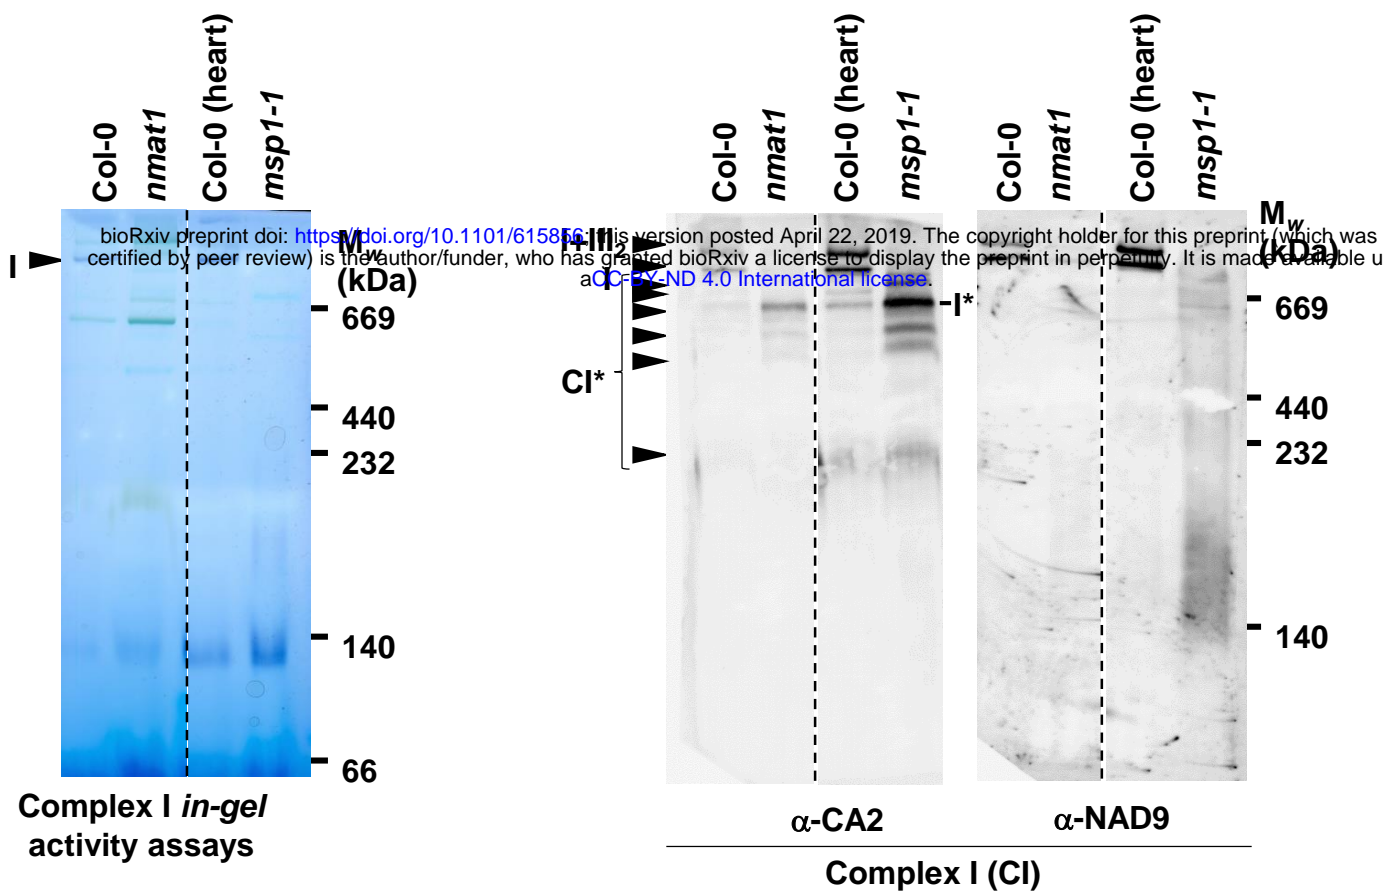 Col-0
nmat1
Col-0 (heart)
msp1-1
Col-0
nmat1
Col-0 (heart)
msp1-1
Col-0
nmat1
Col-0 (heart)
msp1-1
bioRxiv preprint doi: https://doi.org/10.1101/615856; this version posted April 22, 2019. The copyright holder for this preprint (which was
certified by peer review) is the author/funder, who has granted bioRxiv a license to display the preprint in perpetuity. It is made available u
aCC-BY-ND 4.0 International license.
I
Mw
(kDa)
669
440
232
140
66
I+III2
I
CI*
I*
Mw
(kDa)
669
440
232
140
Complex I in-gel
activity assays
α-CA2
α-NAD9
Complex I (CI)